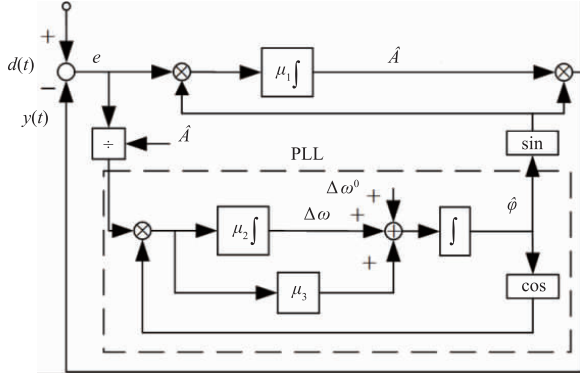 +
d(t)
e
−
y(t)
μ₁∫
Â
÷
Â
sin
PLL
Δω⁰
+
Δω
+
φ̂
μ₂∫
∫
+
μ₃
cos